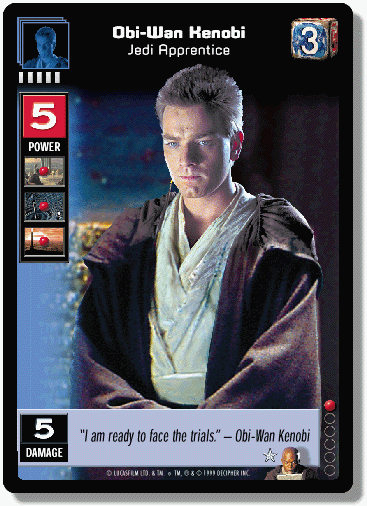 Obi-Wan Kenobi
Jedi Apprentice
3
5
POWER
5
DAMAGE
"I am ready to face the trials." – Obi-Wan Kenobi
© LUCASFILM LTD. & TM. ® & © 1999 DECIPHER INC.